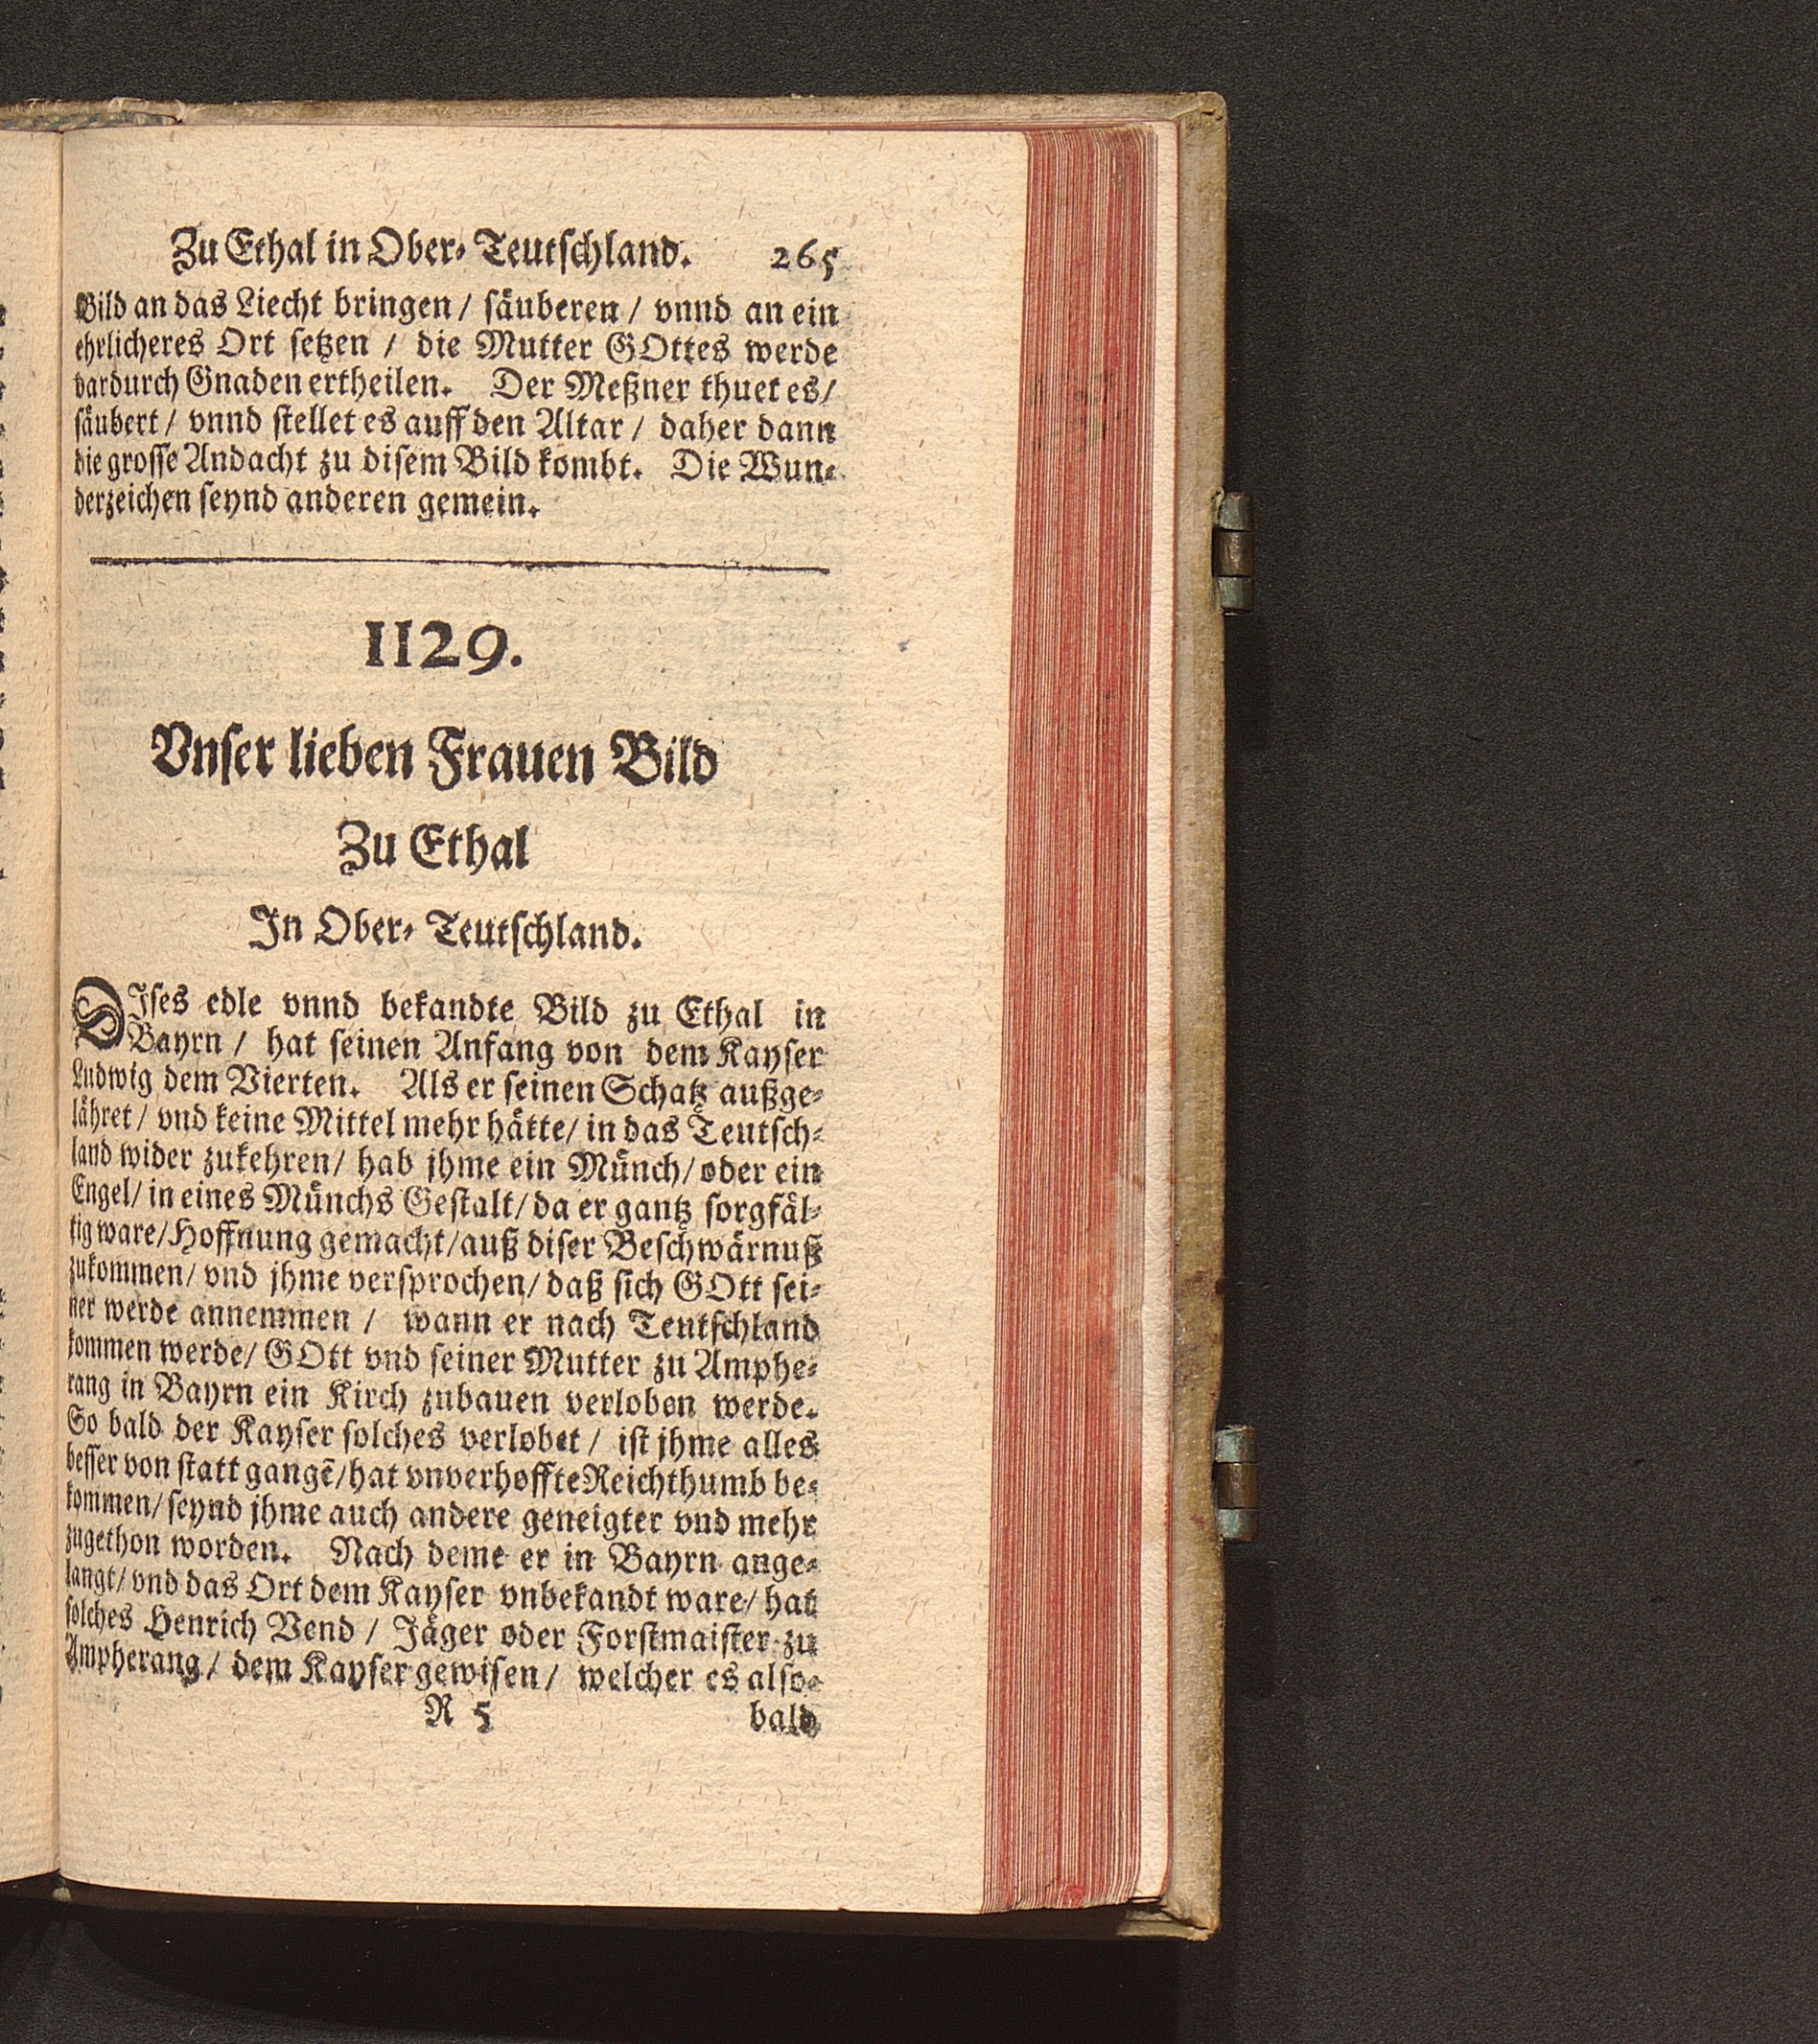 Zu Ethal in Ober-Teutschland. 265
Bild an das Liecht bringen / säuberen / vnnd an ein
ehrlicheres Ort setzen / die Mutter GOttes werde
dardurch Gnaden ertheilen. Der Meßner thuet es/
säubert / vnnd stellet es auff den Altar / daher dann
die grosse Andacht zu disem Bild kombt. Die Wun-
derzeichen seynd anderen gemein.
1129.
Vnser lieben Frauen Bild
Zu Ethal
In Ober-Teutschland.
DIses edle vnnd bekandte Bild zu Ethal in
Bayrn / hat seinen Anfang von dem Kayser
Ludwig dem Vierten. Als er seinen Schatz außge-
lähret / vnd keine Mittel mehr hätte/ in das Teutsch-
land wider zukehren/ hab jhme ein Münch/ oder ein
Engel/ in eines Münchs Gestalt/ da er gantz sorgfäl-
tig ware/ Hoffnung gemacht/ auß diser Beschwärnuß
zukommen/ vnd jhme versprochen/ daß sich GOtt sei-
ner werde annemmen / wann er nach Teutschland
kommen werde/ GOtt vnd seiner Mutter zu Amphe-
rang in Bayrn ein Kirch zubauen verloben werde.
So bald der Kayser solches verlobet / ist jhme alles
besser von statt gangẽ/ hat vnverhoffte Reichthumb be-
kommen/ seynd jhme auch andere geneigter vnd mehr
zugethon worden. Nach deme er in Bayrn ange-
langt/ vnd das Ort dem Kayser vnbekandt ware/ hat
solches Henrich Vend / Jäger oder Forstmaister zu
Ampherang / dem Kayser gewisen / welcher es also-
R 5 bald